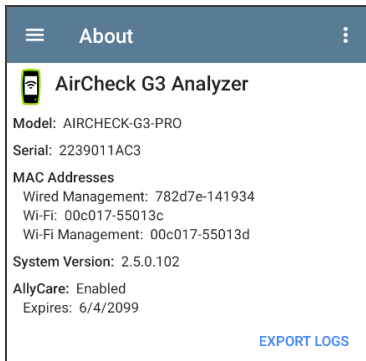 About
AirCheck G3 Analyzer
Model: AIRCHECK-G3-PRO
Serial: 2239011AC3
MAC Addresses
Wired Management: 782d7e-141934
Wi-Fi: 00c017-55013c
Wi-Fi Management: 00c017-55013d
System Version: 2.5.0.102
AllyCare: Enabled
Expires: 6/4/2099
EXPORT LOGS